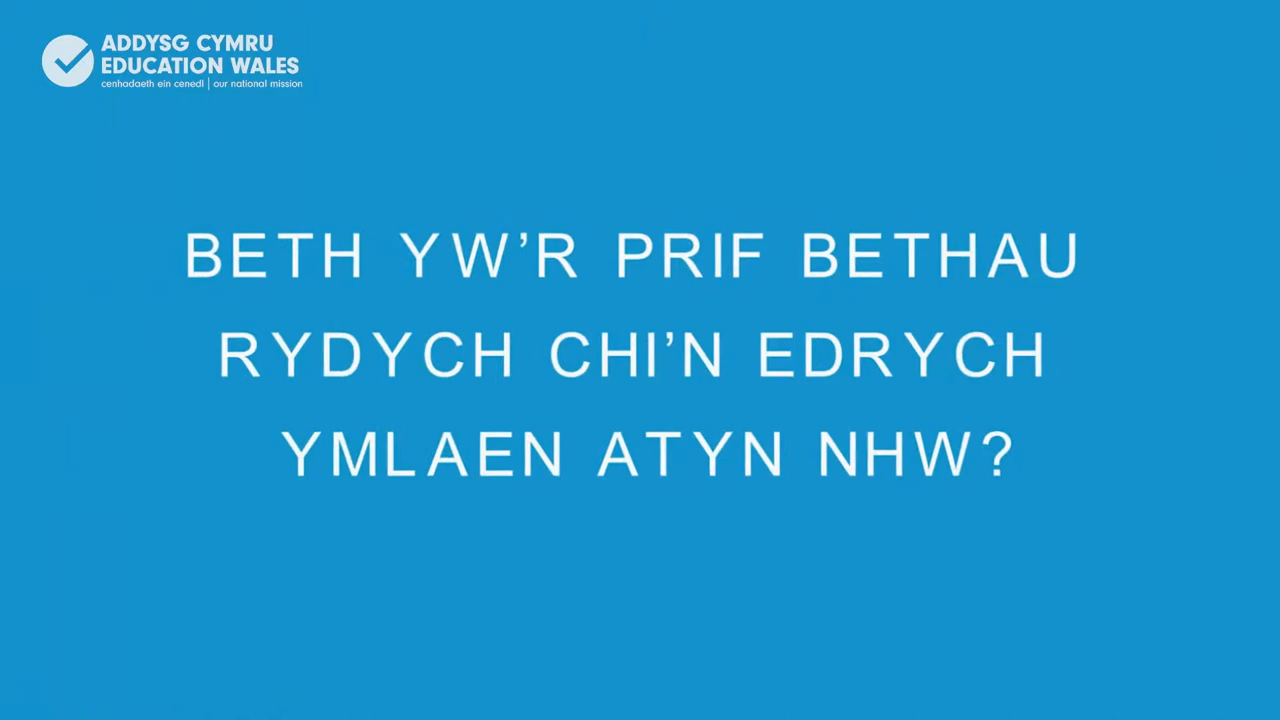 ADDYSG CYMRU
EDUCATION WALES
cenhadaeth ein cenedl | our national mission
BETH YW’R PRIF BETHAU
RYDYCH CHI’N EDRYCH
YMLAEN ATYN NHW?